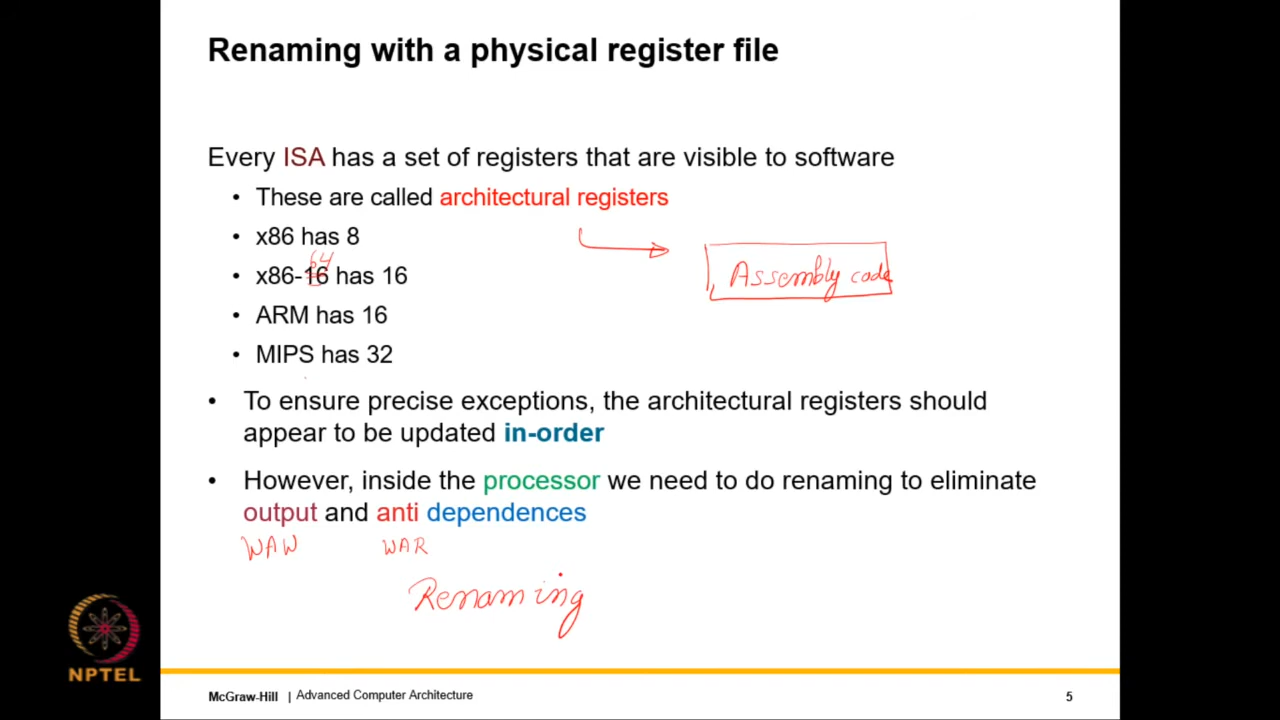 Renaming with a physical register file
Every ISA has a set of registers that are visible to software
• These are called architectural registers
• x86 has 8
64
• x86-16 has 16
Assembly code
• ARM has 16
• MIPS has 32
• To ensure precise exceptions, the architectural registers should
appear to be updated in-order
• However, inside the processor we need to do renaming to eliminate
output and anti dependences
WAW WAR
Renaming
NPTEL
McGraw-Hill | Advanced Computer Architecture 5